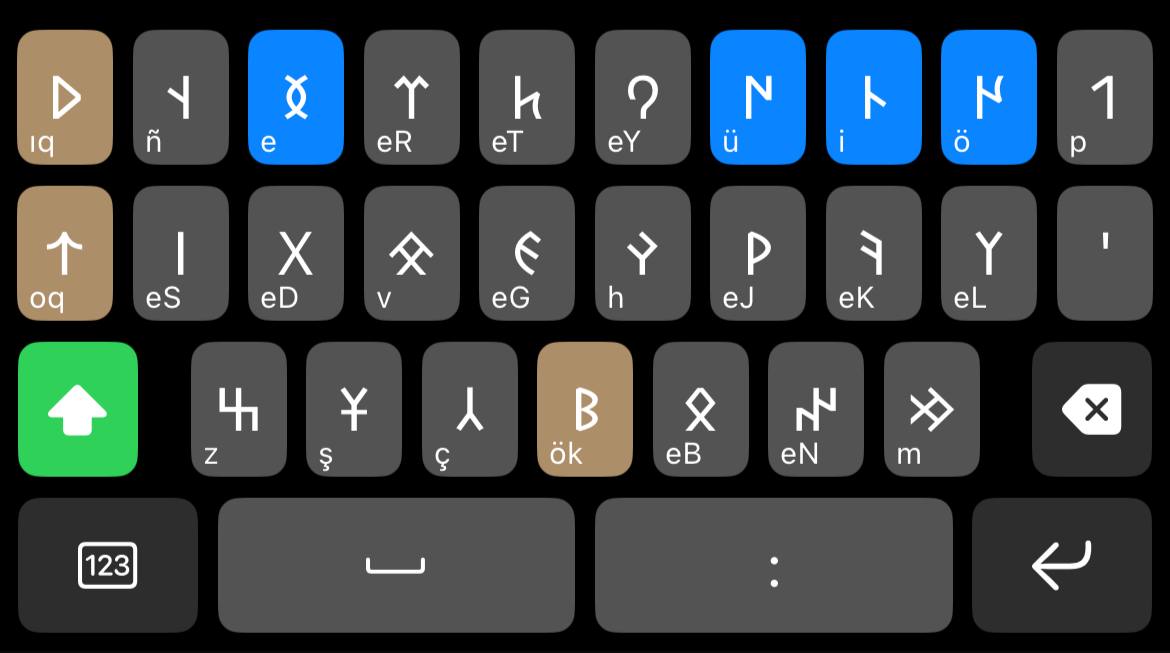 𐰶 𐰭 𐰅 𐰼 𐱅 𐰘 𐰇 𐰄 𐰈 𐰯
ıq ñ e eR eT eY ü i ö p
𐰸 𐰾 𐰓 𐰏 𐰚 𐰠 '
oq eS eD v eG h eJ eK eL
𐰔 𐰿 𐰲 𐰜 𐰋 𐰤 𐰢
z ş ç ök eB eN m
123 :